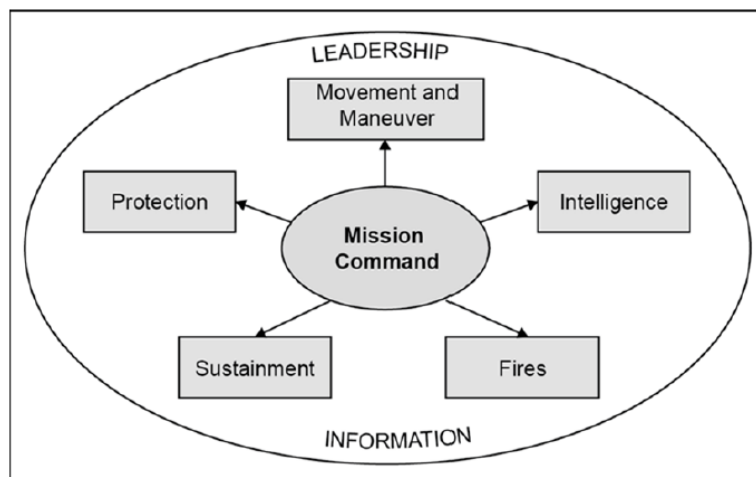 LEADERSHIP
Movement and
Maneuver
Protection
Intelligence
Mission
Command
Sustainment
Fires
INFORMATION